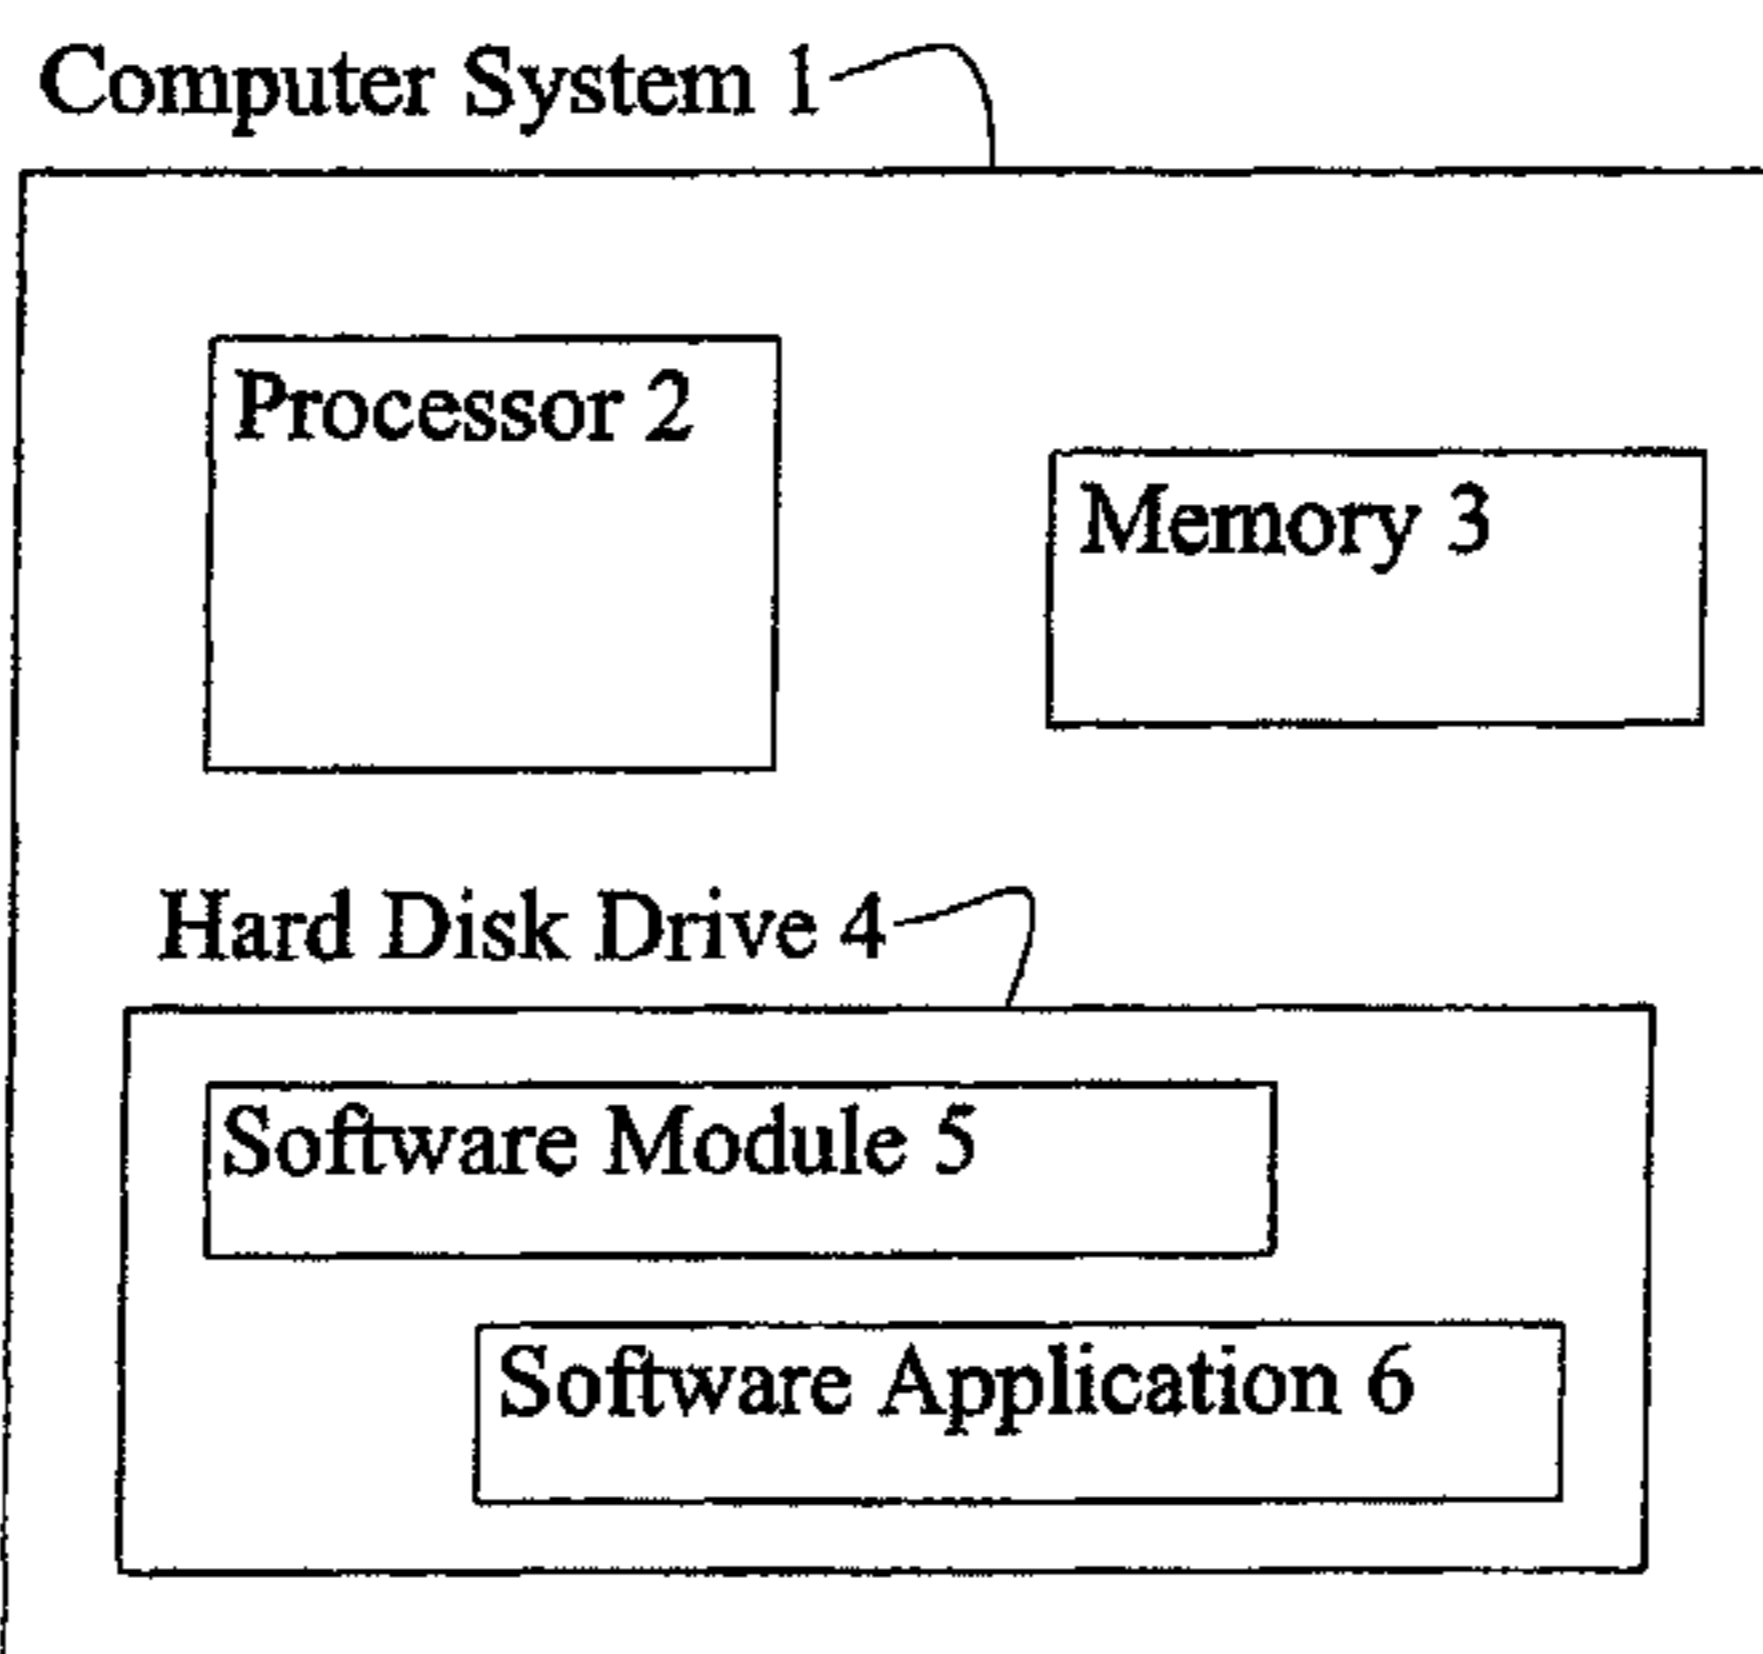 Computer System 1
Processor 2
Memory 3
Hard Disk Drive 4
Software Module 5
Software Application 6